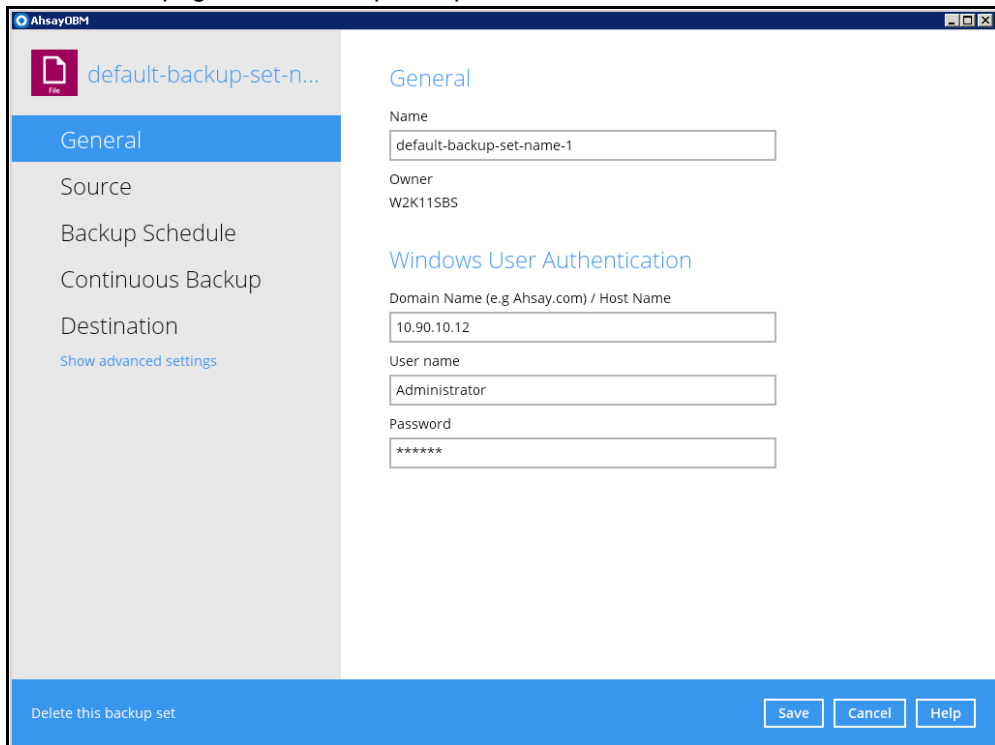 AhsayOBM
File
default-backup-set-n...
General
Source
Backup Schedule
Continuous Backup
Destination
Show advanced settings
General
Name
default-backup-set-name-1
Owner
W2K11SBS
Windows User Authentication
Domain Name (e.g Ahsay.com) / Host Name
10.90.10.12
User name
Administrator
Password
******
Delete this backup set
Save
Cancel
Help